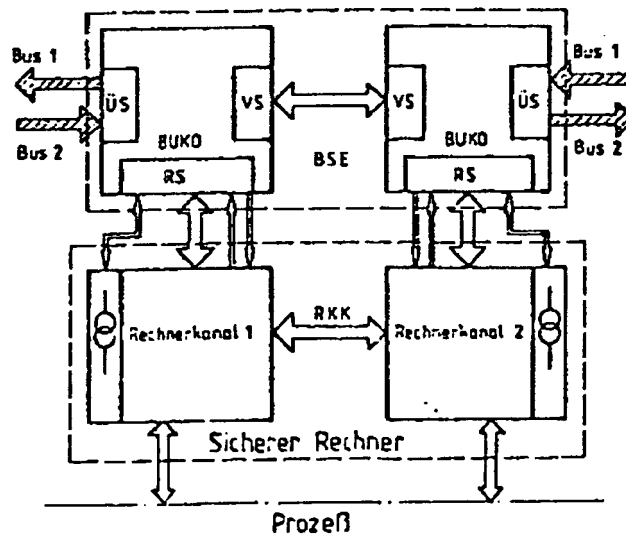 Bus 1
Bus 2
ÜS
VS
BUKO
RS
BSE
VS
ÜS
BUKO
RS
Bus 1
Bus 2
Rechnerkanal 1
RKK
Rechnerkanal 2
Sicherer Rechner
Prozeß